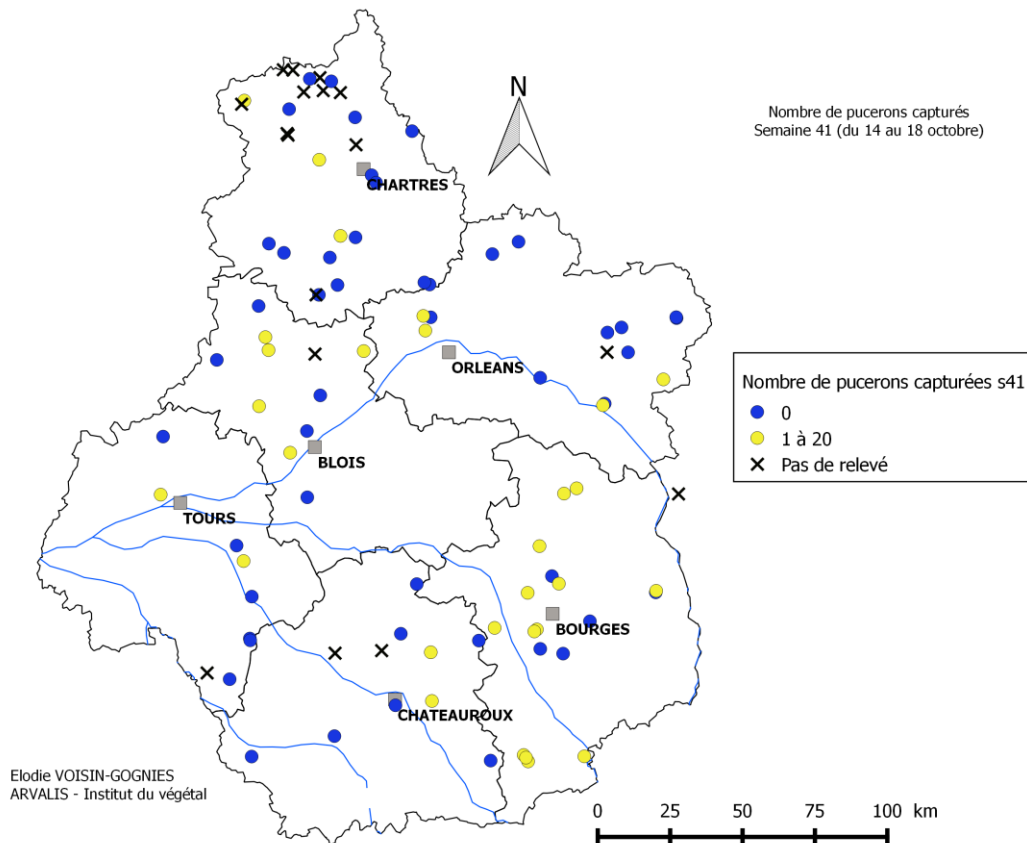 N
Nombre de pucerons capturés
Semaine 41 (du 14 au 18 octobre)
CHARTRES
ORLEANS
Nombre de pucerons capturées s41
0
1 à 20
Pas de relevé
BLOIS
TOURS
BOURGES
CHATEAUROUX
Elodie VOISIN-GOGNIES
ARVALIS - Institut du végétal
0 25 50 75 100 km